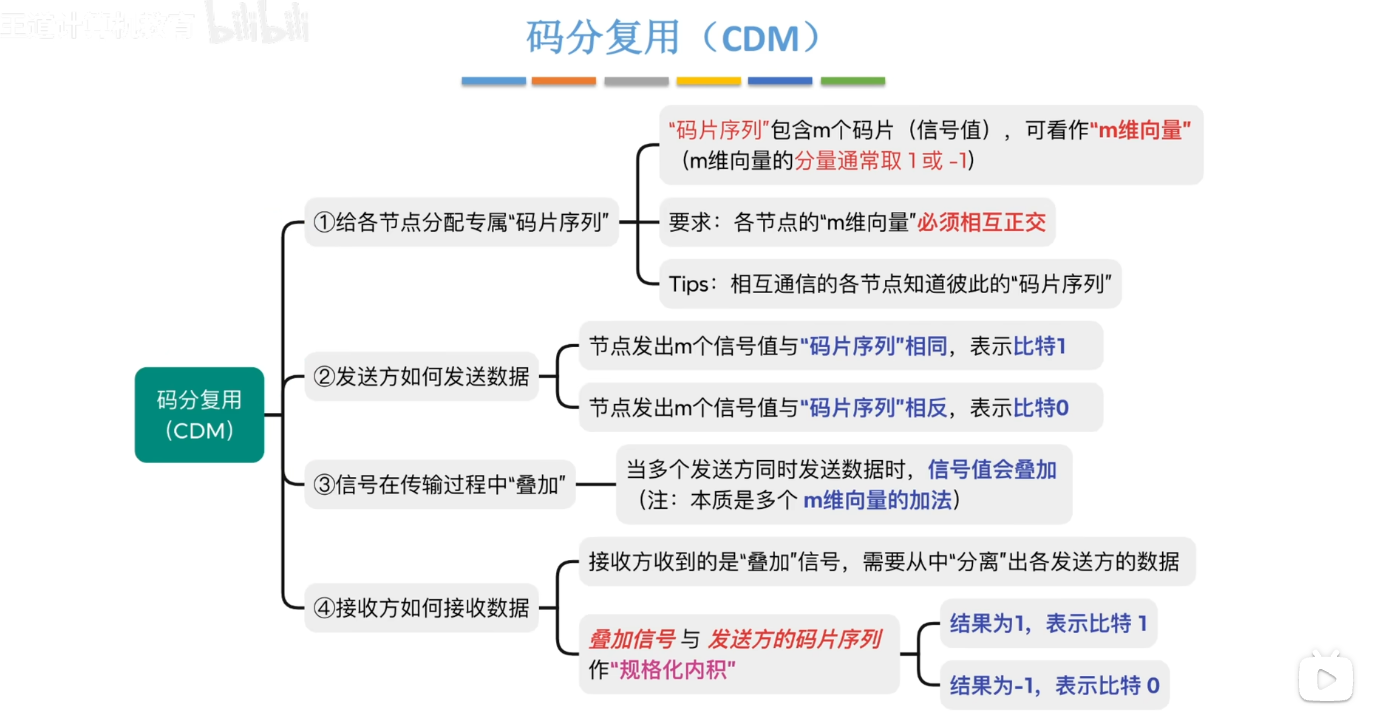 王道计算机教育 bilibili
码分复用（CDM）
“码片序列”包含m个码片（信号值），可看作“m维向量”
（m维向量的分量通常取 1 或 -1）
①给各节点分配专属“码片序列”
要求：各节点的“m维向量”必须相互正交
Tips：相互通信的各节点知道彼此的“码片序列”
节点发出m个信号值与“码片序列”相同，表示比特1
②发送方如何发送数据
节点发出m个信号值与“码片序列”相反，表示比特0
码分复用
（CDM）
③信号在传输过程中“叠加”
当多个发送方同时发送数据时，信号值会叠加
（注：本质是多个 m维向量的加法）
接收方收到的是“叠加”信号，需要从中“分离”出各发送方的数据
④接收方如何接收数据
叠加信号 与 发送方的码片序列
作“规格化内积”
结果为1，表示比特 1
结果为-1，表示比特 0